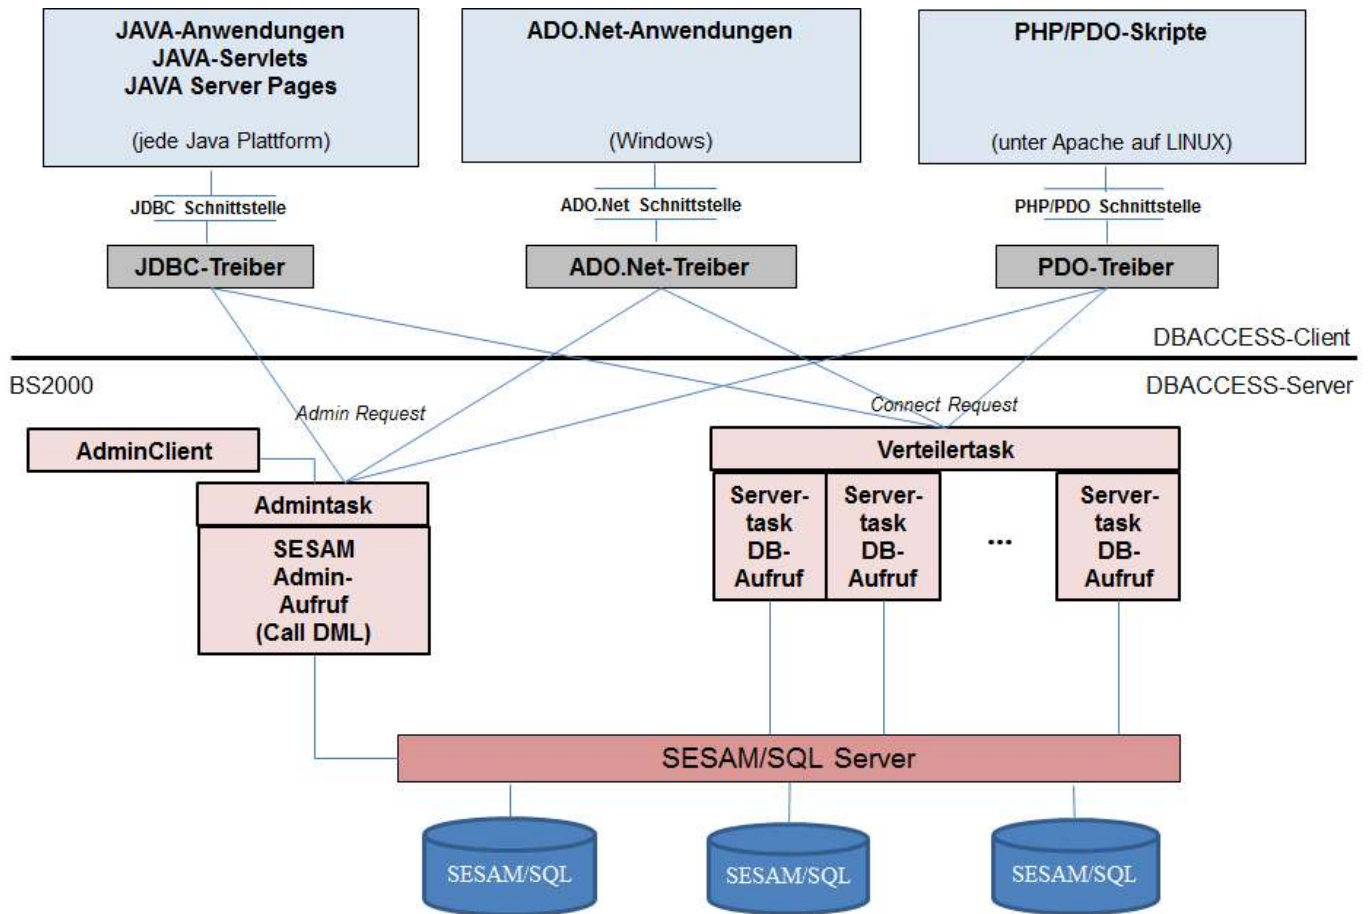 JAVA-Anwendungen
JAVA-Servlets
JAVA Server Pages
(jede Java Plattform)
ADO.Net-Anwendungen
(Windows)
PHP/PDO-Skripte
(unter Apache auf LINUX)
JDBC Schnittstelle
ADO.Net Schnittstelle
PHP/PDO Schnittstelle
JDBC-Treiber
ADO.Net-Treiber
PDO-Treiber
DBACCESS-Client
BS2000
DBACCESS-Server
Admin Request
Connect Request
AdminClient
Admintask
SESAM
Admin-
Aufruf
(Call DML)
Verteilertask
Server-
task
DB-
Aufruf
Server-
task
DB-
Aufruf
...
Server-
task
DB-
Aufruf
SESAM/SQL Server
SESAM/SQL
SESAM/SQL
SESAM/SQL